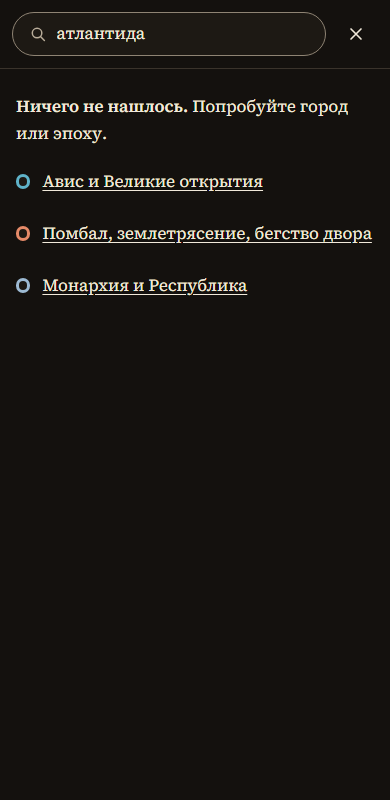 атлантида
Ничего не нашлось. Попробуйте город
или эпоху.
Авис и Великие открытия
Помбал, землетрясение, бегство двора
Монархия и Республика